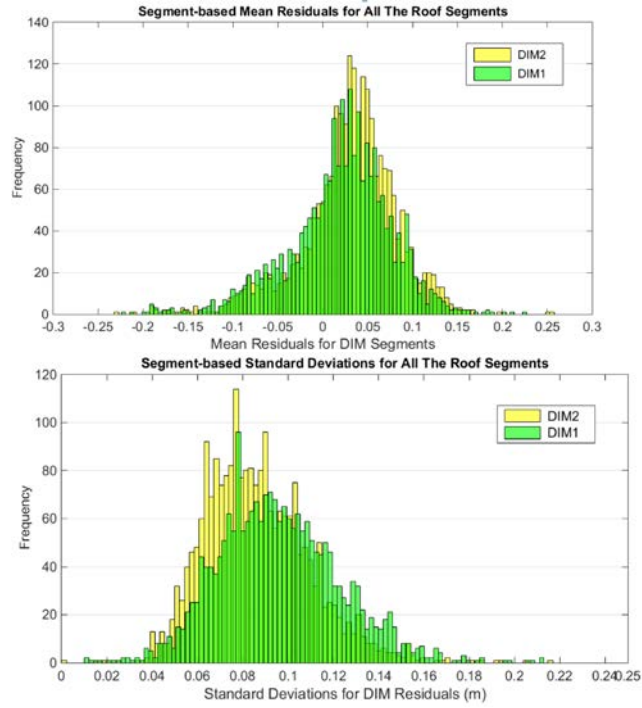 Segment-based Mean Residuals for All The Roof Segments
140
120
100
80
60
40
20
0
Frequency
DIM2
DIM1
-0.3 -0.25 -0.2 -0.15 -0.1 -0.05 0 0.05 0.1 0.15 0.2 0.25 0.3
Mean Residuals for DIM Segments
Segment-based Standard Deviations for All The Roof Segments
120
100
80
60
40
20
0
Frequency
DIM2
DIM1
0 0.02 0.04 0.06 0.08 0.1 0.12 0.14 0.16 0.18 0.2 0.22 0.24 0.25
Standard Deviations for DIM Residuals (m)